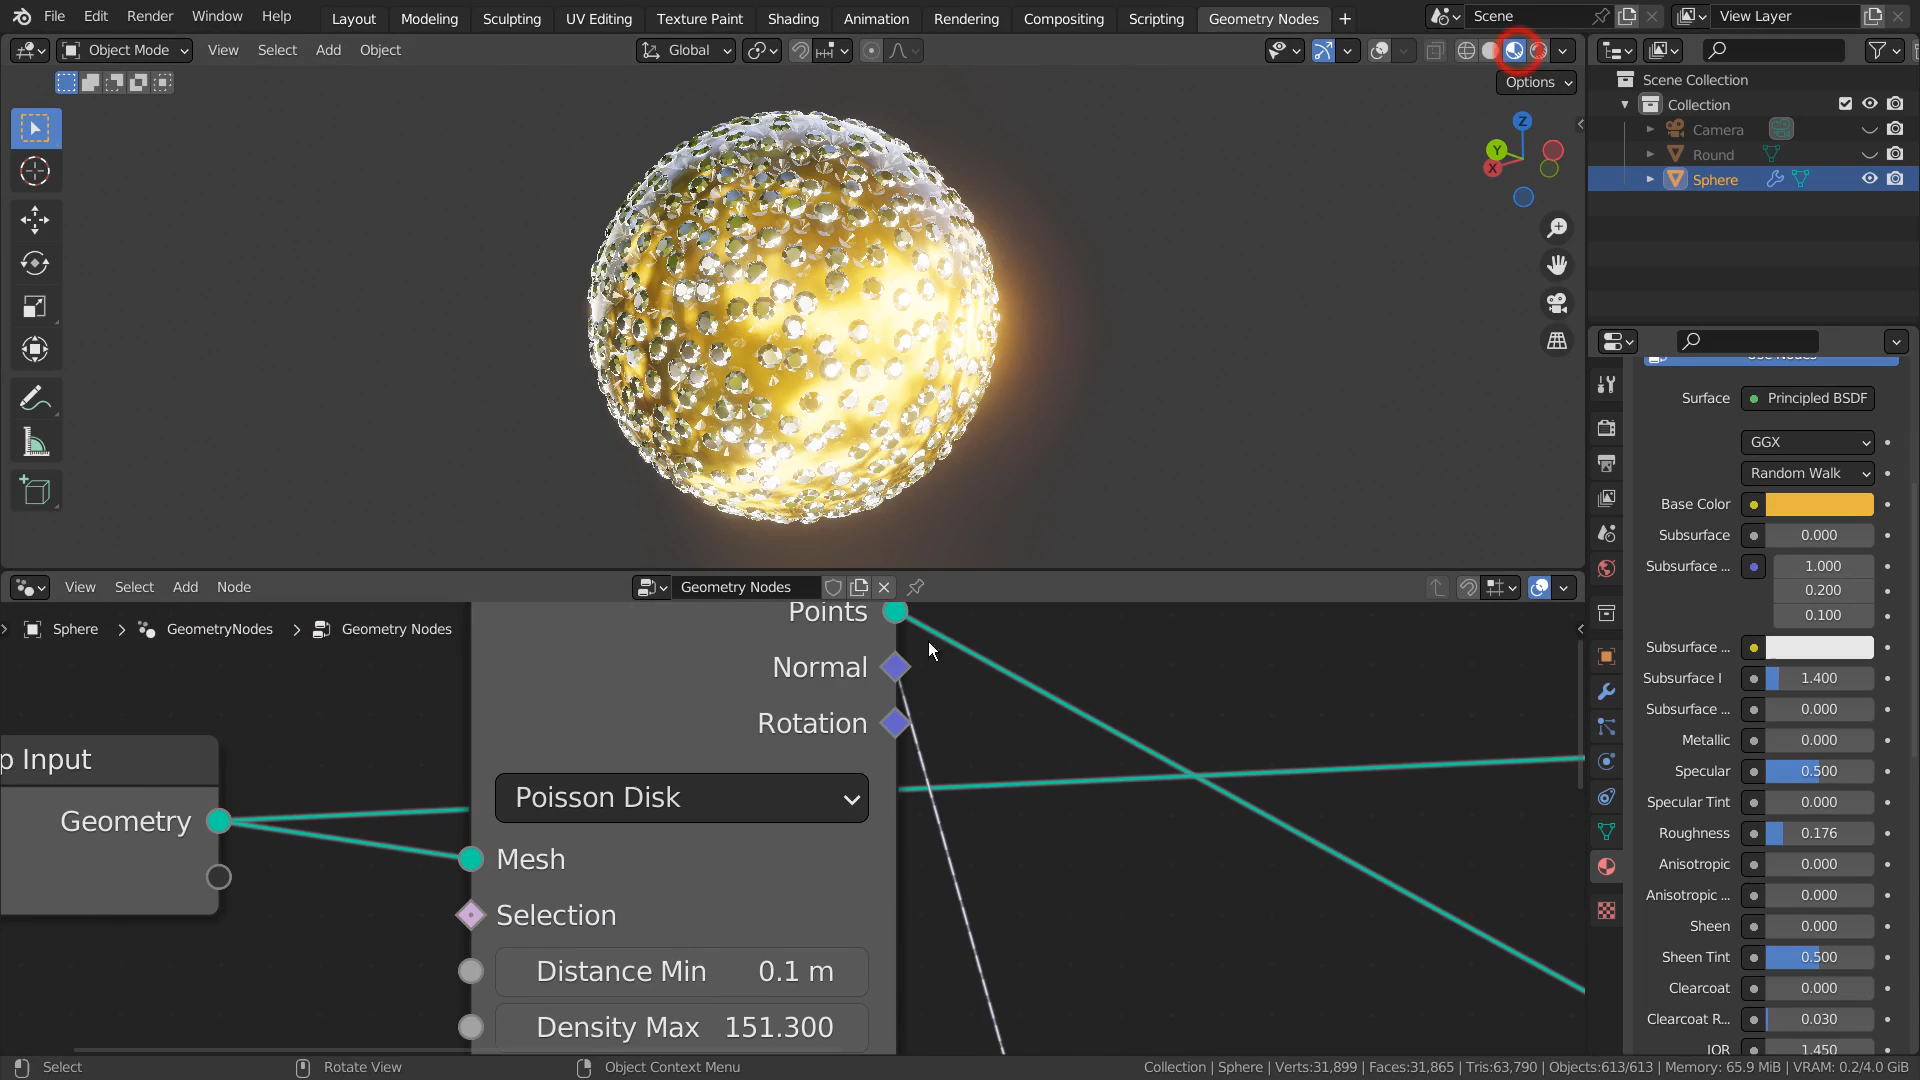 File Edit Render Window Help Layout Modeling Sculpting UV Editing Texture Paint Shading Animation Rendering Compositing Scripting Geometry Nodes + Scene View Layer
Object Mode View Select Add Object Global
Options
Z
Y
X
Scene Collection
Collection
Camera
Round
Sphere
Use Nodes
Surface Principled BSDF
GGX
Random Walk
Base Color
Subsurface 0.000
Subsurface ... 1.000
0.200
0.100
Subsurface ...
Subsurface I 1.400
Subsurface ... 0.000
Metallic 0.000
Specular 0.500
Specular Tint 0.000
Roughness 0.176
Anisotropic 0.000
Anisotropic ... 0.000
Sheen 0.000
Sheen Tint 0.500
Clearcoat 0.000
Clearcoat R... 0.030
IOR 1.450
View Select Add Node Geometry Nodes
Sphere > GeometryNodes > Geometry Nodes
p Input
Geometry
Points
Normal
Rotation
Poisson Disk
Mesh
Selection
Distance Min 0.1 m
Density Max 151.300
Select Rotate View Object Context Menu Collection | Sphere | Verts:31,899 | Faces:31,865 | Tris:63,790 | Objects:613/613 | Memory: 65.9 MiB | VRAM: 0.2/4.0 GiB